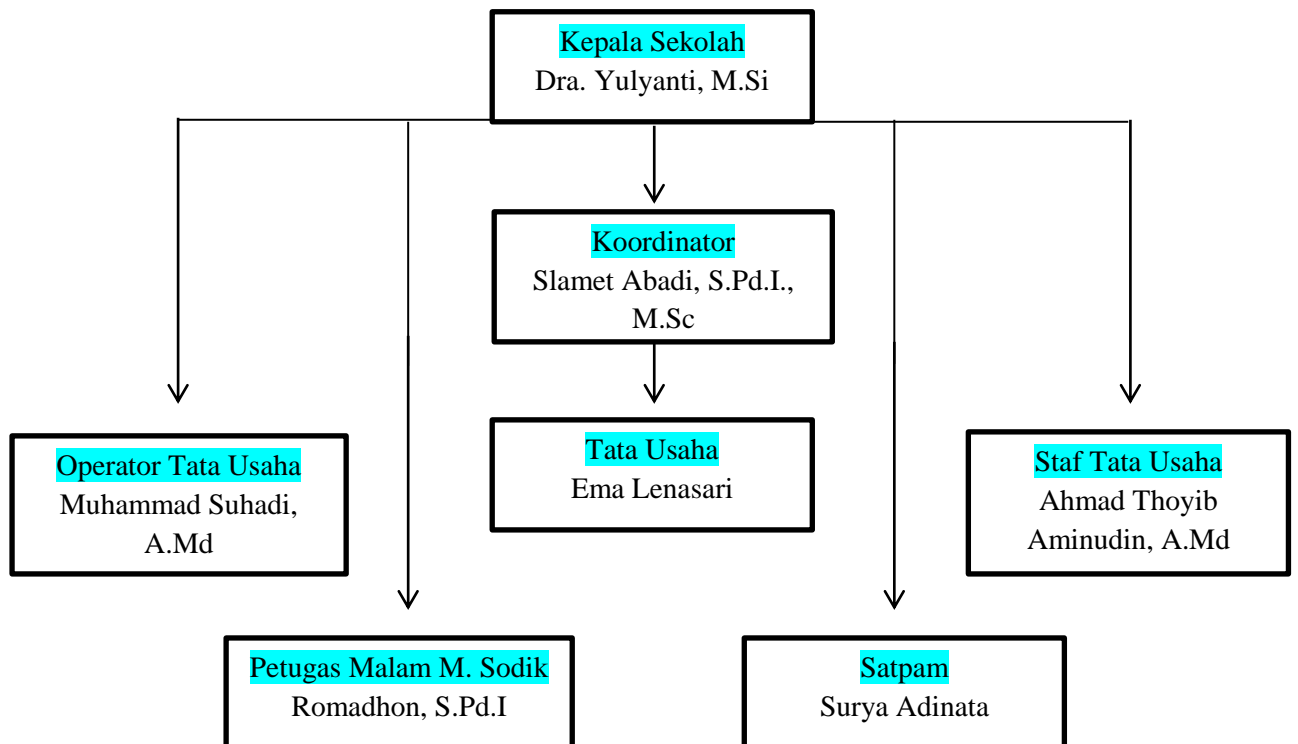 Kepala Sekolah
Dra. Yulyanti, M.Si
Koordinator
Slamet Abadi, S.Pd.I.,
M.Sc
Operator Tata Usaha
Muhammad Suhadi,
A.Md
Tata Usaha
Ema Lenasari
Staf Tata Usaha
Ahmad Thoyib
Aminudin, A.Md
Petugas Malam M. Sodik
Romadhon, S.Pd.I
Satpam
Surya Adinata